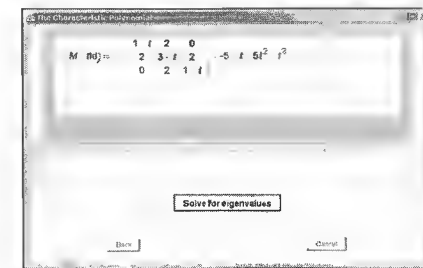 The Characteristic Polynomial
1 t 2 0
M tId) = 2 3 - t 2 - -5 t 5t² t³
0 2 1 t
Solve for eigenvalues
Back Cancel